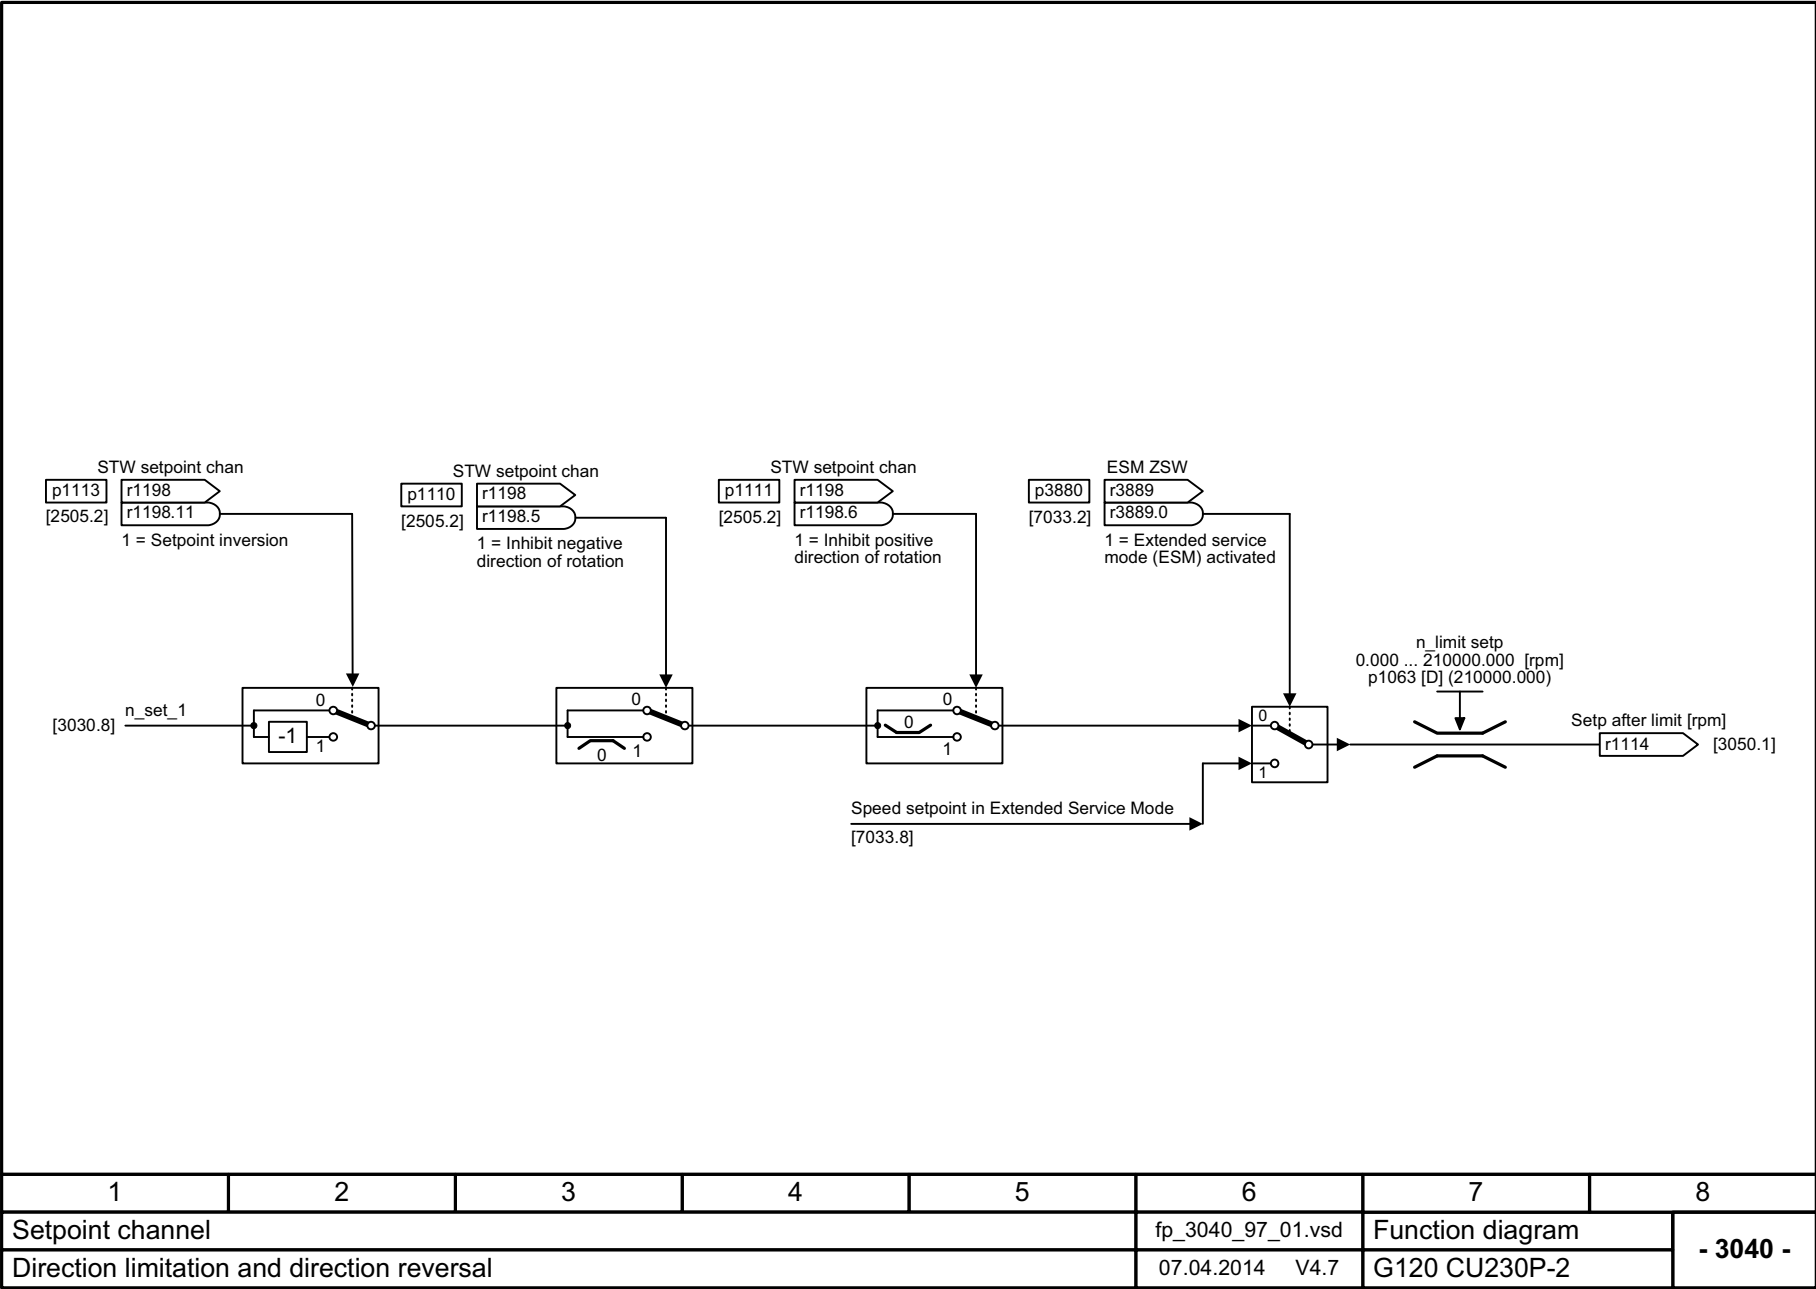 STW setpoint chan
p1113
r1198
[2505.2]
r1198.11
1 = Setpoint inversion
STW setpoint chan
p1110
r1198
[2505.2]
r1198.5
1 = Inhibit negative
direction of rotation
STW setpoint chan
p1111
r1198
[2505.2]
r1198.6
1 = Inhibit positive
direction of rotation
ESM ZSW
p3880
r3889
[7033.2]
r3889.0
1 = Extended service
mode (ESM) activated
n_limit setp
0.000 ... 210000.000 [rpm]
p1063 [D] (210000.000)
[3030.8]
n_set_1
0
-1
1
0
1
0
0
0
1
0
1
Setp after limit [rpm]
r1114
[3050.1]
Speed setpoint in Extended Service Mode
[7033.8]
1 2 3 4 5 6 7 8
Setpoint channel
fp_3040_97_01.vsd
Function diagram
- 3040 -
Direction limitation and direction reversal
07.04.2014 V4.7
G120 CU230P-2